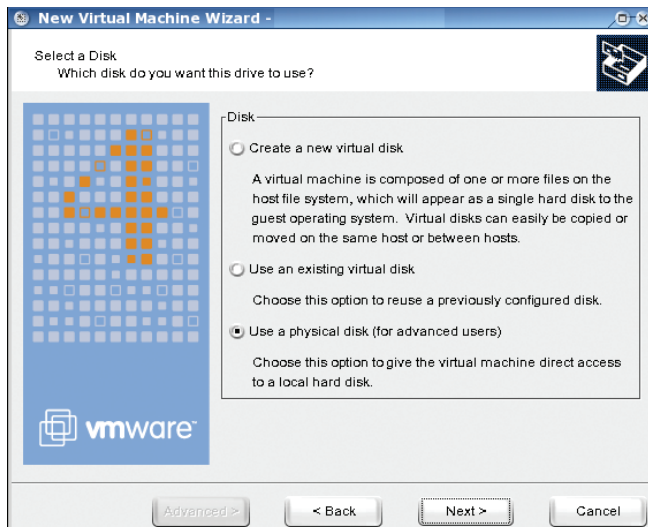 New Virtual Machine Wizard -
Select a Disk
Which disk do you want this drive to use?
Disk
Create a new virtual disk
A virtual machine is composed of one or more files on the
host file system, which will appear as a single hard disk to the
guest operating system. Virtual disks can easily be copied or
moved on the same host or between hosts.
Use an existing virtual disk
Choose this option to reuse a previously configured disk.
Use a physical disk (for advanced users)
Choose this option to give the virtual machine direct access
to a local hard disk.
vmware
Advanced > < Back Next > Cancel